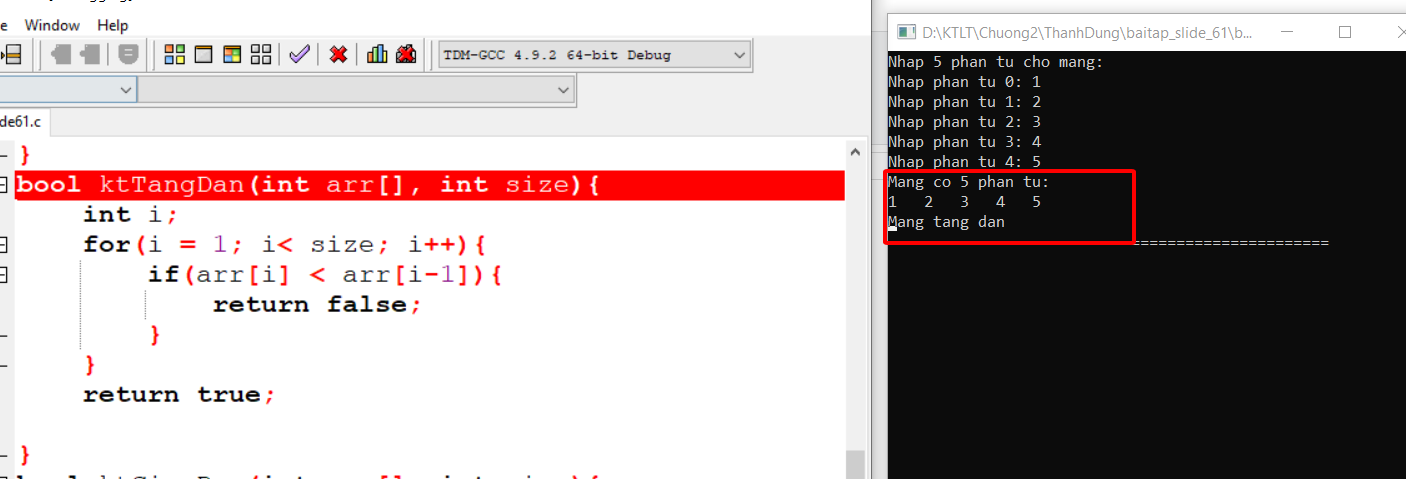 e Window Help
TDM-GCC 4.9.2 64-bit Debug
de61.c
}
bool ktTangDan(int arr[], int size){
int i;
for(i = 1; i< size; i++){
if(arr[i] < arr[i-1]){
return false;
}
}
return true;
}
D:\KTLT\Chuong2\ThanhDung\baitap_slide_61\b...
Nhap 5 phan tu cho mang:
Nhap phan tu 0: 1
Nhap phan tu 1: 2
Nhap phan tu 2: 3
Nhap phan tu 3: 4
Nhap phan tu 4: 5
Mang co 5 phan tu:
1 2 3 4 5
Mang tang dan
======================